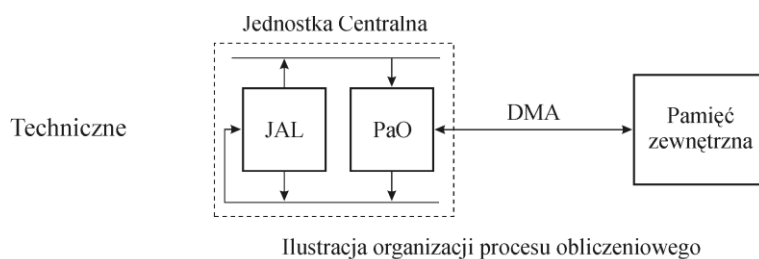 Jednostka Centralna
Techniczne
JAL
PaO
DMA
Pamięć
zewnętrzna
Ilustracja organizacji procesu obliczeniowego